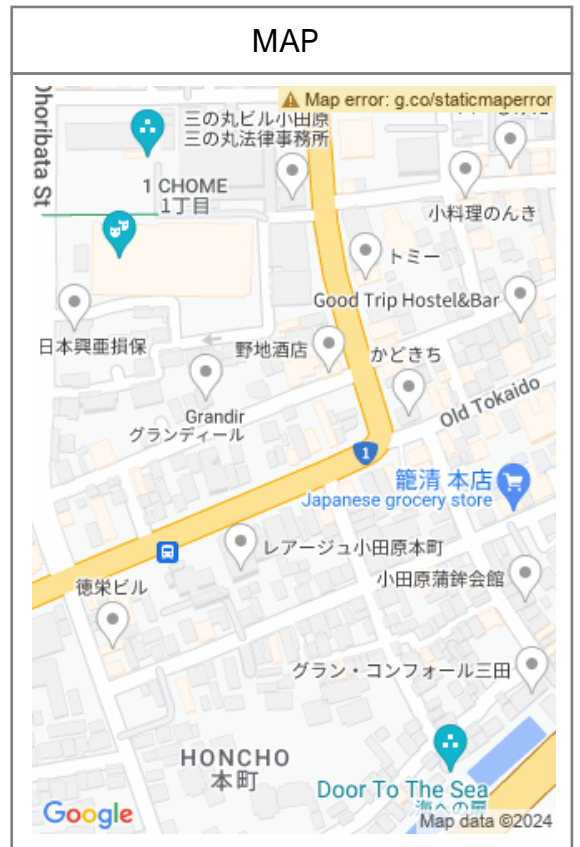 MAP
Map error: g.co/staticmaperror
Ohoribata St
三の丸ビル小田原
三の丸法律事務所
1 CHOME
1丁目
小料理のんき
トミー
Good Trip Hostel&Bar
日本興亜損保
野地酒店
かどきち
Grandir
グランディール
Old Tokaido
1
籠清 本店
Japanese grocery store
レアージュ小田原本町
小田原蒲鉾会館
徳栄ビル
グラン・コンフォール三田
HONCHO
本町
Door To The Sea
海への扉
Google
Map data ©2024